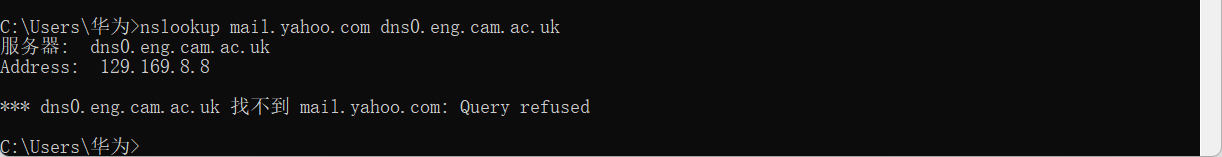 C:\Users\华为>nslookup mail.yahoo.com dns0.eng.cam.ac.uk
服务器:  dns0.eng.cam.ac.uk
Address:  129.169.8.8
*** dns0.eng.cam.ac.uk 找不到 mail.yahoo.com: Query refused
C:\Users\华为>